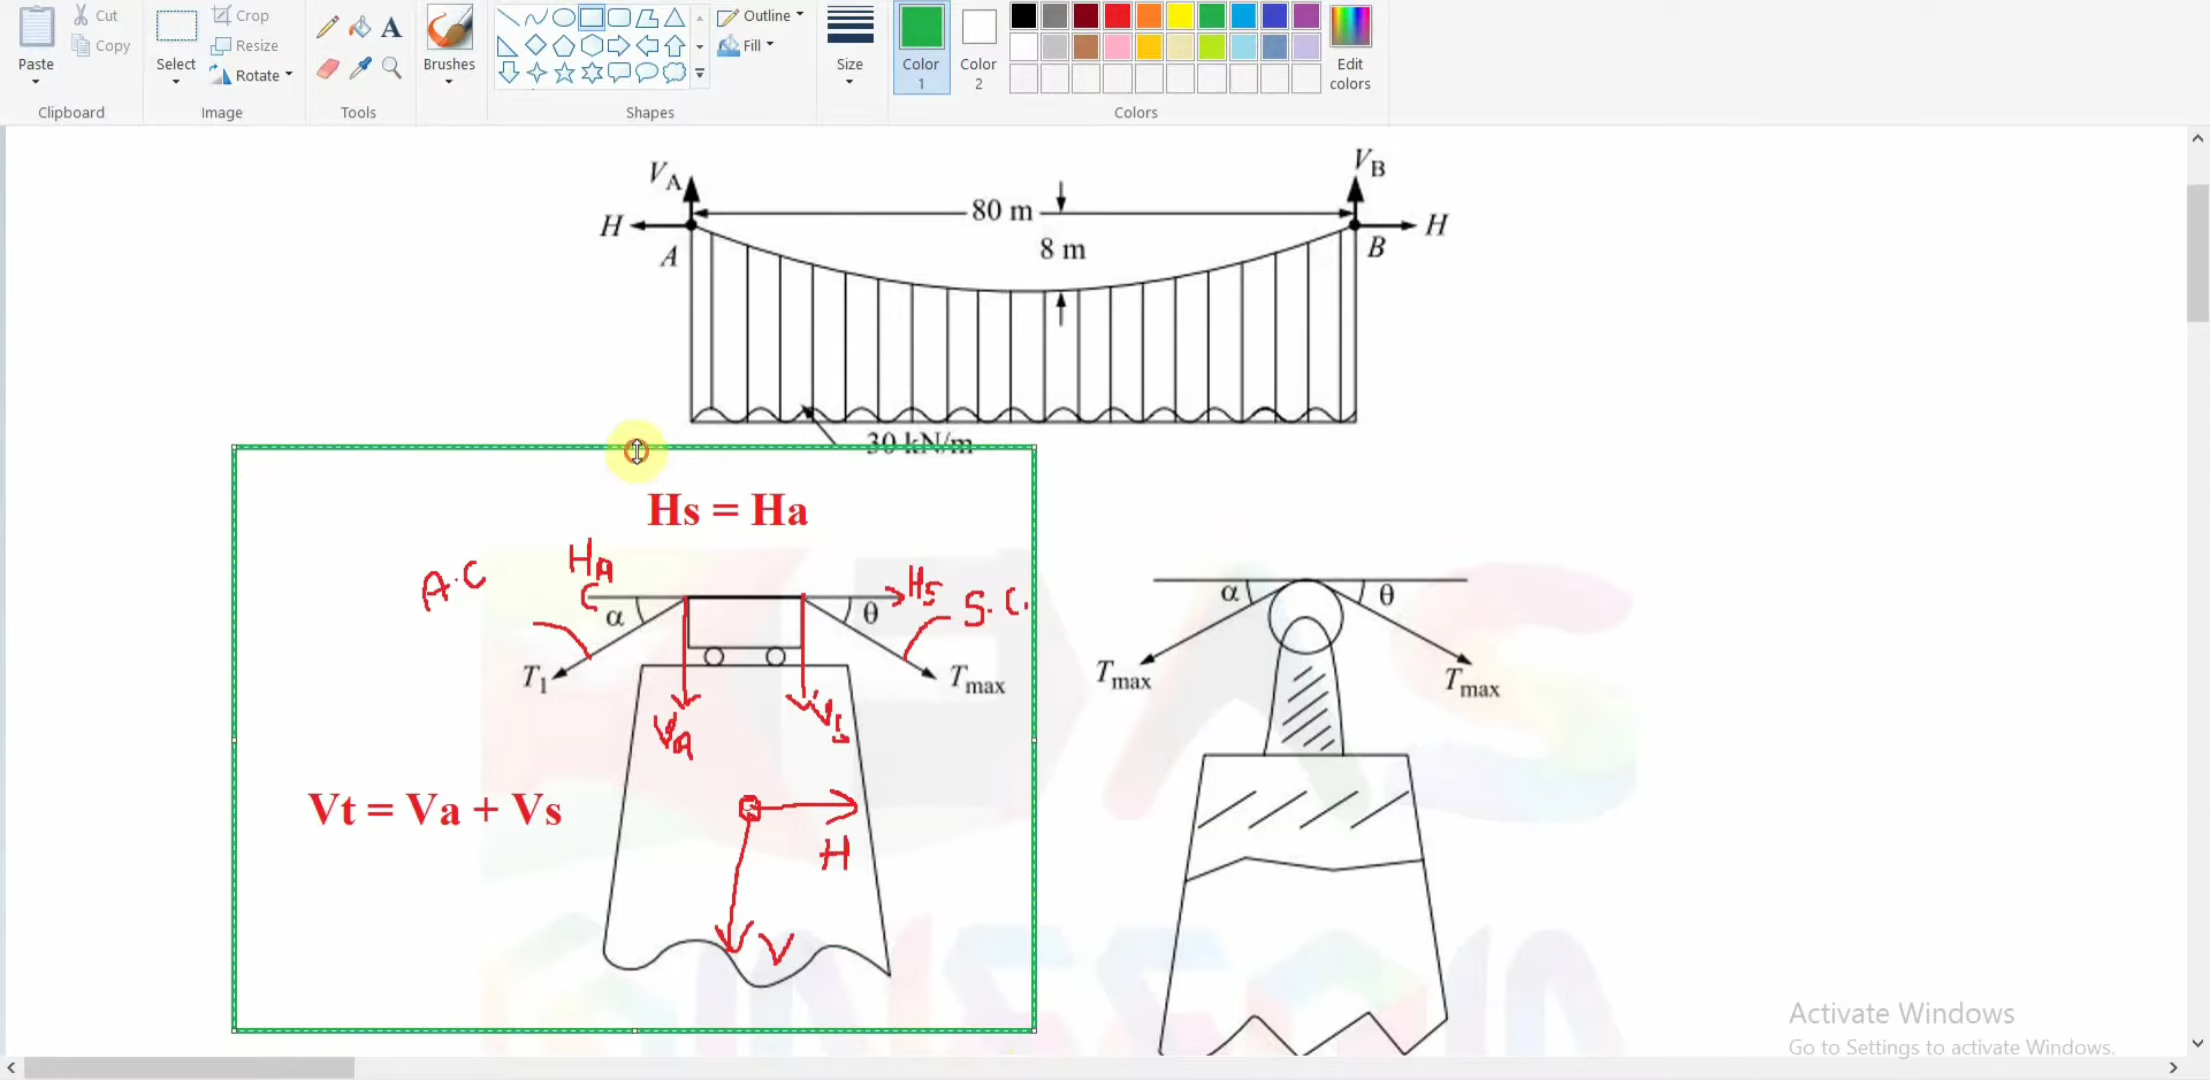 Cut
Copy
Paste
Clipboard
Select
Crop
Resize
Rotate
Image
Tools
Brushes
Shapes
Outline
Fill
Size
Color 1
Color 2
Edit colors
Colors
VA
VB
80 m
H
H
A
8 m
B
30 kN/m
Hs = Ha
A.C
HA
HS
S.C.
α
θ
T1
Tmax
VA
Vs
Vt = Va + Vs
H
V
α
θ
Tmax
Tmax
Activate Windows
Go to Settings to activate Windows.